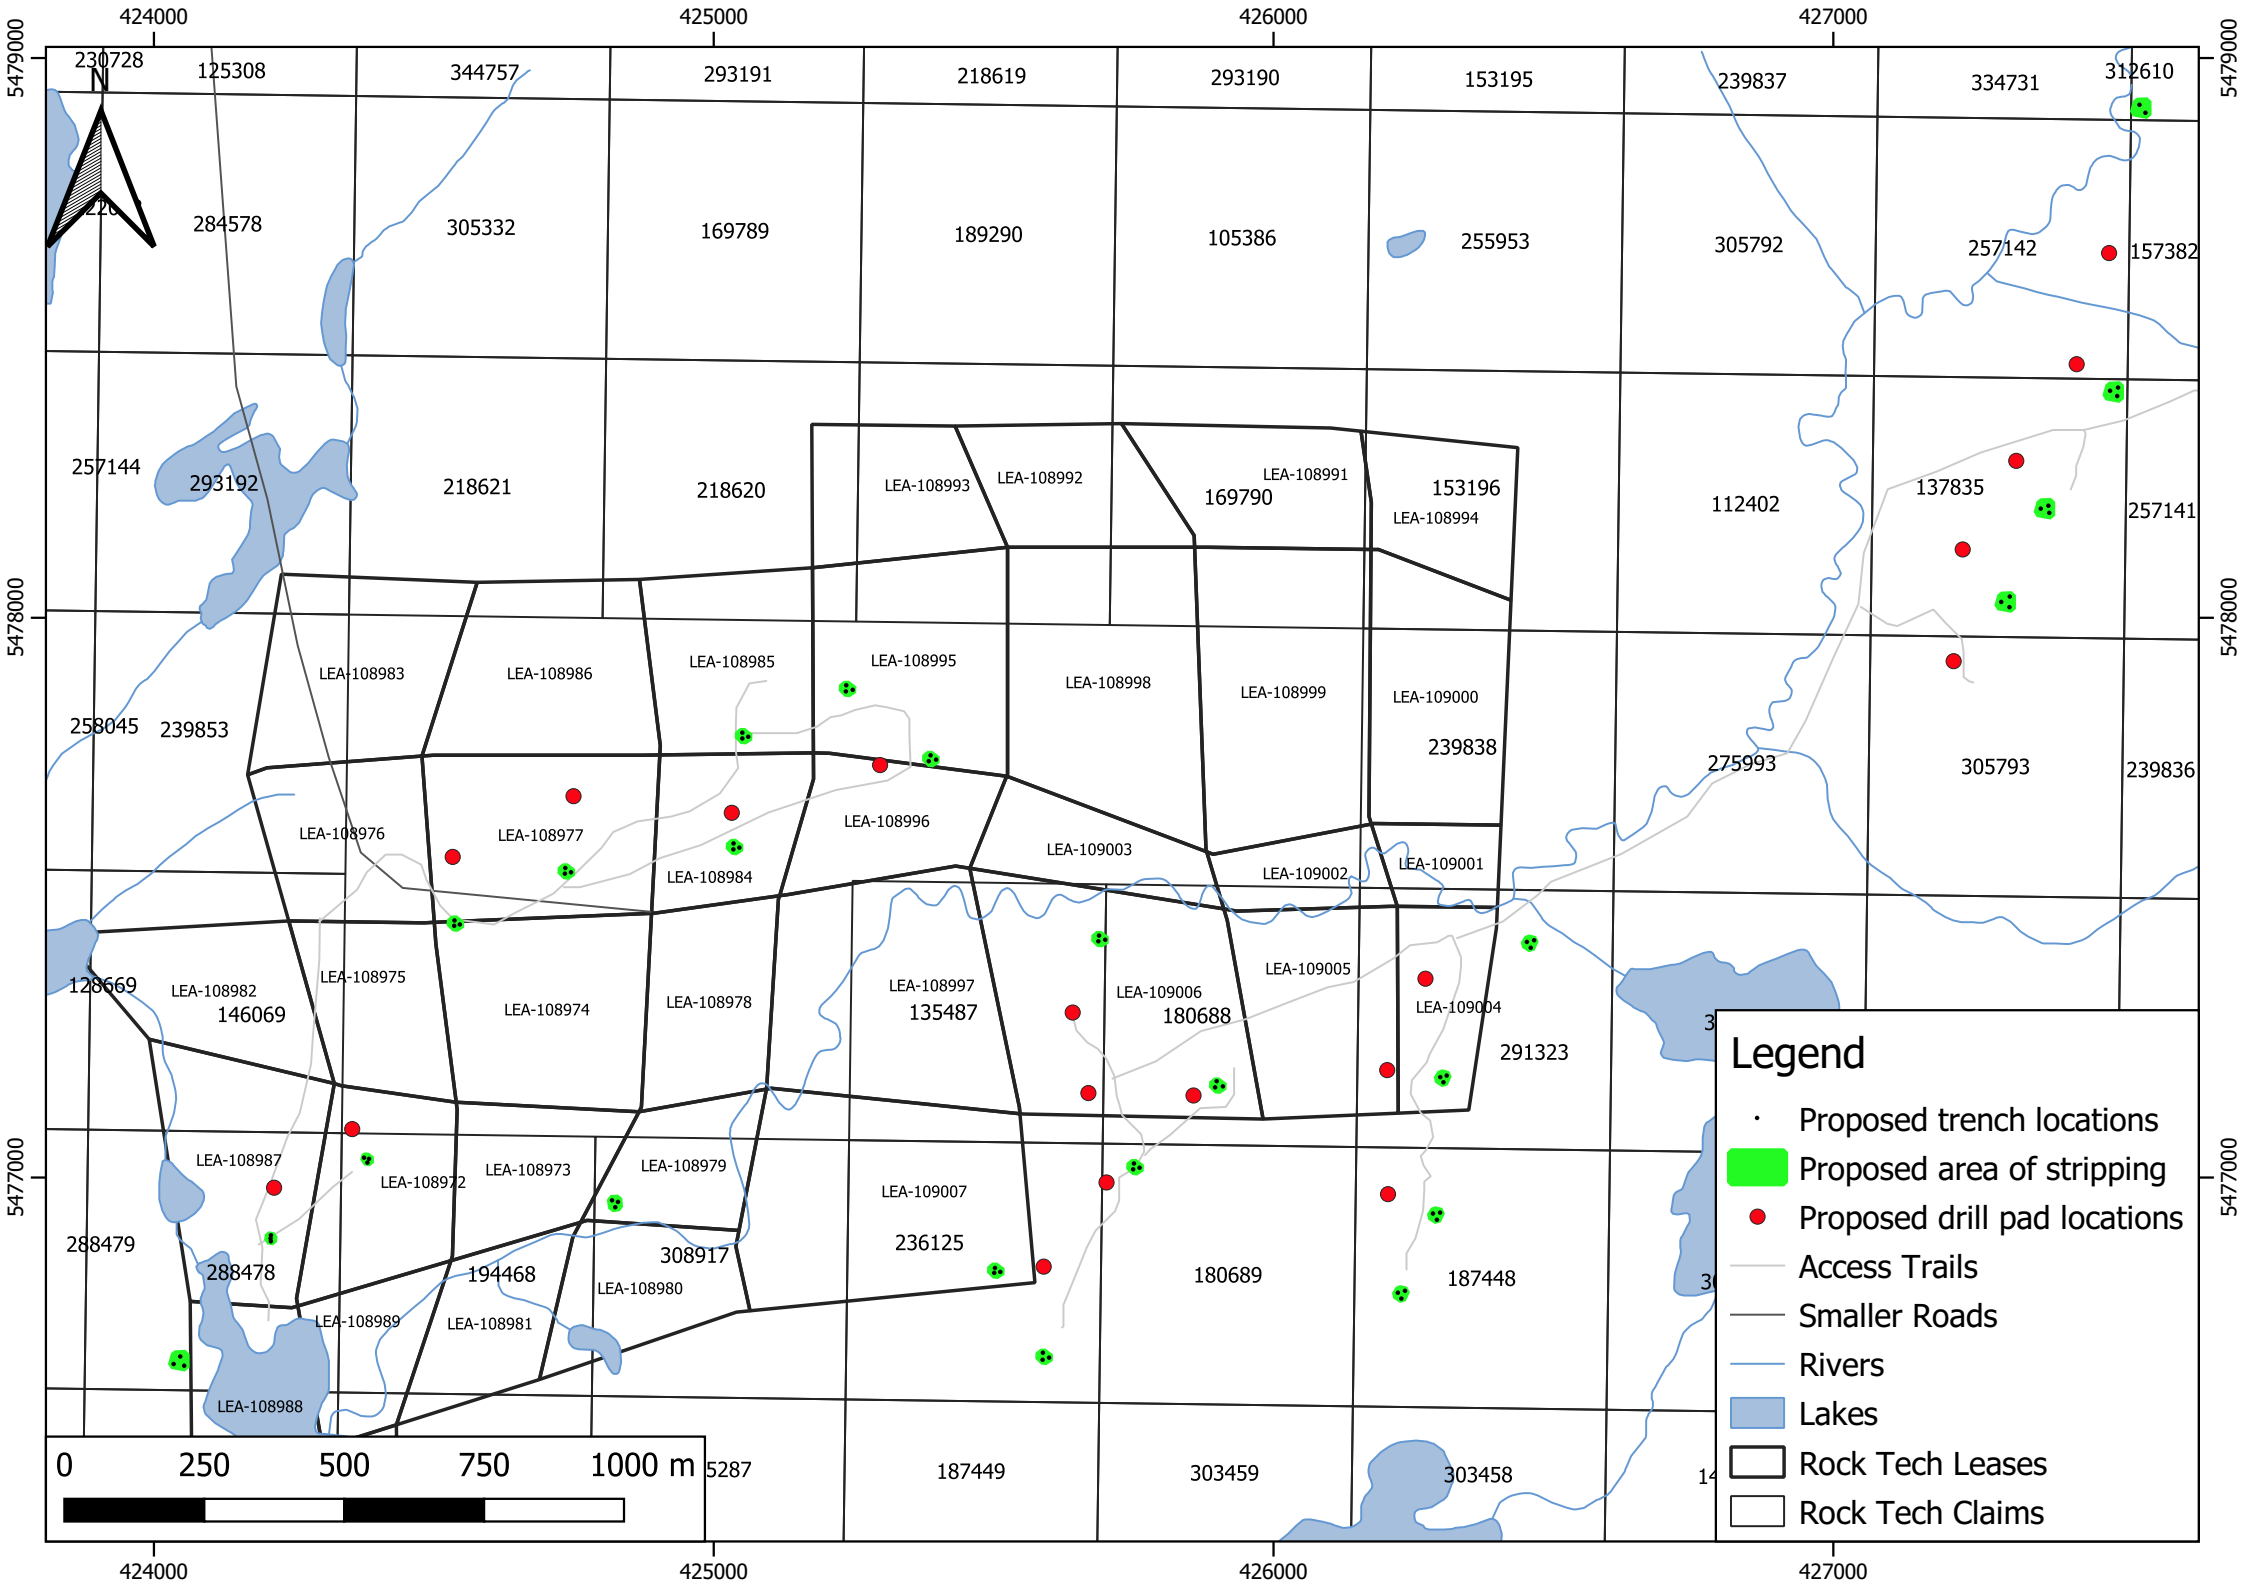 424000 425000 426000 427000
5479000 5479000
230728 125308 344757 293191 218619 293190 153195 239837 334731 312610
N
284578 305332 169789 189290 105386 255953 305792 257142 157382
257144 293192 218621 218620 LEA-108993 LEA-108992 169790 LEA-108991 153196 112402 137835 257141
LEA-108994
5478000 5478000
LEA-108983 LEA-108986 LEA-108985 LEA-108995 LEA-108998 LEA-108999 LEA-109000
258045 239853 239838 275993 305793 239836
LEA-108976 LEA-108977 LEA-108996 LEA-109003 LEA-109002 LEA-109001
LEA-108984
128669 LEA-108982 LEA-108975 LEA-108974 LEA-108978 LEA-108997 LEA-109006 LEA-109005
146069 135487 180688 LEA-109004
291323
5477000 5477000
LEA-108987 LEA-108972 LEA-108973 LEA-108979 LEA-109007
288479 288478 194468 308917 236125 180689 187448
LEA-108980
LEA-108989 LEA-108981
LEA-108988
5287 187449 303459 303458
Legend
Proposed trench locations
Proposed area of stripping
Proposed drill pad locations
Access Trails
Smaller Roads
Rivers
Lakes
Rock Tech Leases
Rock Tech Claims
0 250 500 750 1000 m
424000 425000 426000 427000